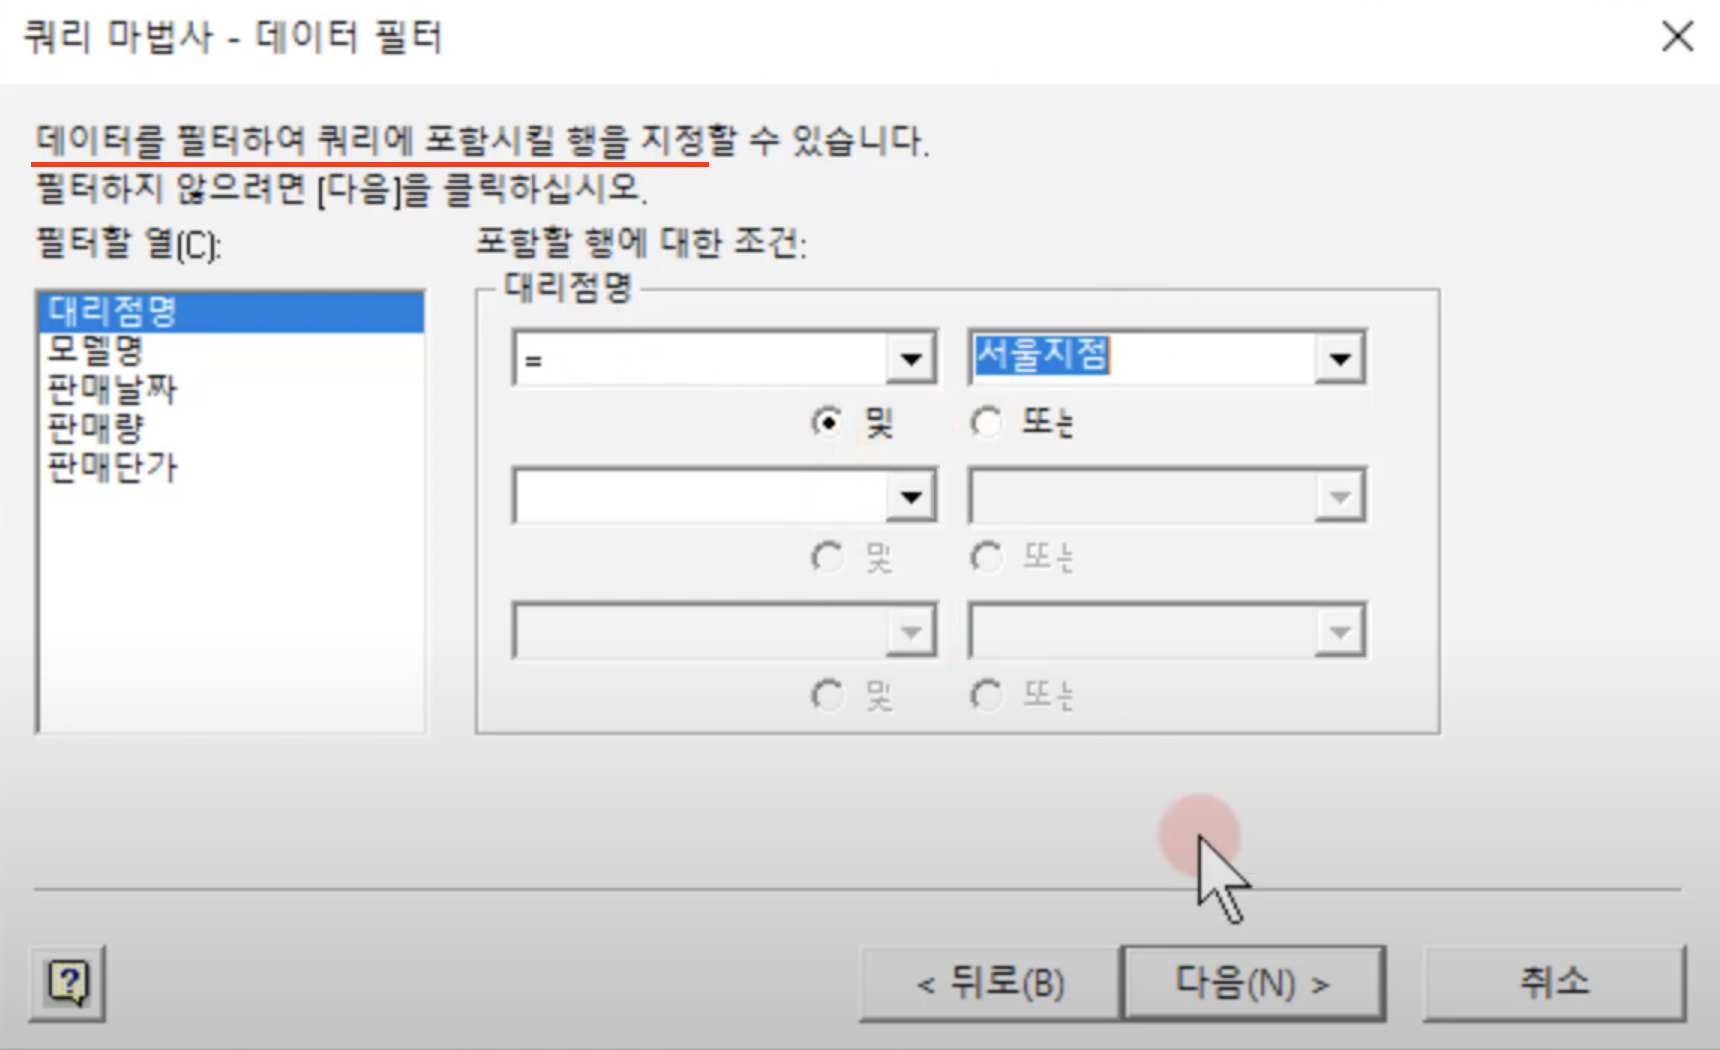 쿼리 마법사 - 데이터 필터
데이터를 필터하여 쿼리에 포함시킬 행을 지정할 수 있습니다.
필터하지 않으려면 [다음]을 클릭하십시오.
필터할 열(C):
포함할 행에 대한 조건:
대리점명
모델명
판매날짜
판매량
판매단가
대리점명
= 서울지점
및 또는
및 또는
및 또는
?
< 뒤로(B) 다음(N) > 취소